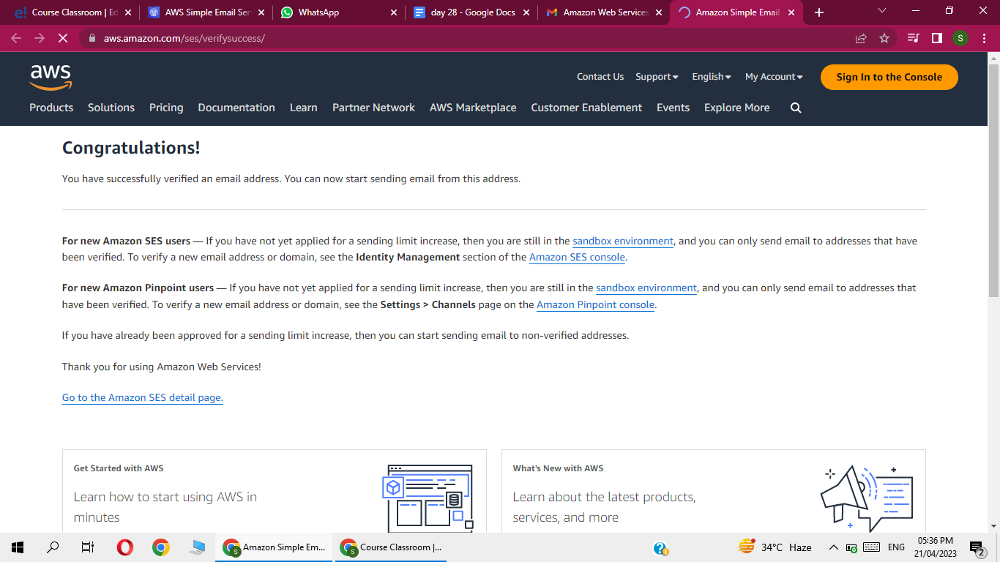 Course Classroom | Ed
AWS Simple Email Ser
WhatsApp
day 28 - Google Docs
Amazon Web Services
Amazon Simple Email
aws.amazon.com/ses/verifysuccess/
S
aws
Contact Us Support English My Account Sign In to the Console
Products Solutions Pricing Documentation Learn Partner Network AWS Marketplace Customer Enablement Events Explore More
Congratulations!
You have successfully verified an email address. You can now start sending email from this address.
For new Amazon SES users — If you have not yet applied for a sending limit increase, then you are still in the sandbox environment, and you can only send email to addresses that have
been verified. To verify a new email address or domain, see the Identity Management section of the Amazon SES console.
For new Amazon Pinpoint users — If you have not yet applied for a sending limit increase, then you are still in the sandbox environment, and you can only send email to addresses that
have been verified. To verify a new email address or domain, see the Settings > Channels page on the Amazon Pinpoint console.
If you have already been approved for a sending limit increase, then you can start sending email to non-verified addresses.
Thank you for using Amazon Web Services!
Go to the Amazon SES detail page.
Get Started with AWS
Learn how to start using AWS in
minutes
What's New with AWS
Learn about the latest products,
services, and more
Amazon Simple Em...
Course Classroom |...
34°C Haze
ENG
05:36 PM
21/04/2023
2